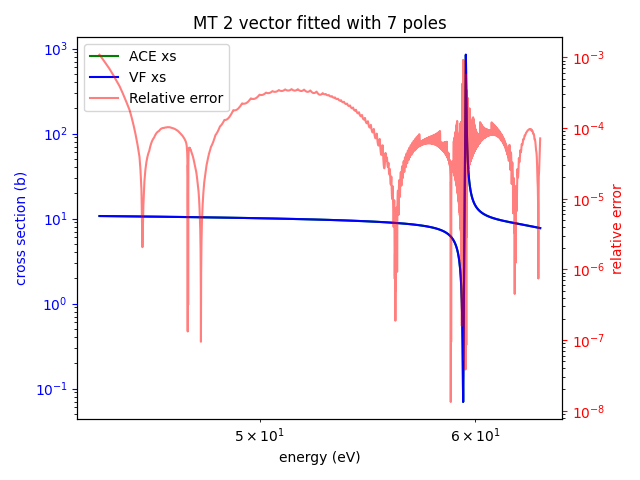 MT 2 vector fitted with 7 poles
ACE xs
VF xs
Relative error
cross section (b)
10³
10²
10¹
10⁰
10⁻¹
10⁻³
10⁻⁴
10⁻⁵
10⁻⁶
10⁻⁷
10⁻⁸
relative error
5 × 10¹
6 × 10¹
energy (eV)